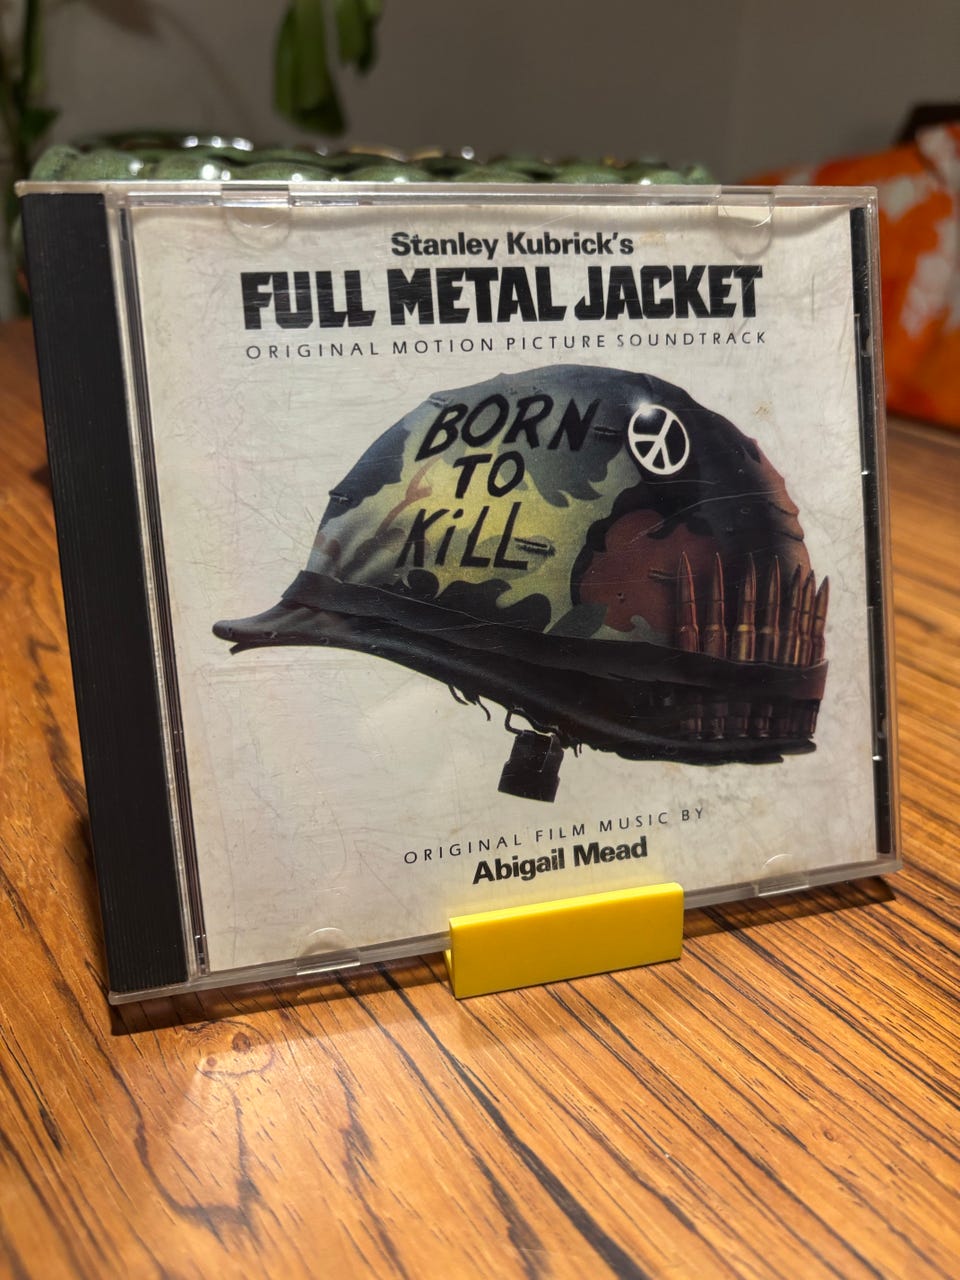 Stanley Kubrick's
FULL METAL JACKET
ORIGINAL MOTION PICTURE SOUNDTRACK
BORN
TO
KiLL
ORIGINAL FILM MUSIC BY
Abigail Mead